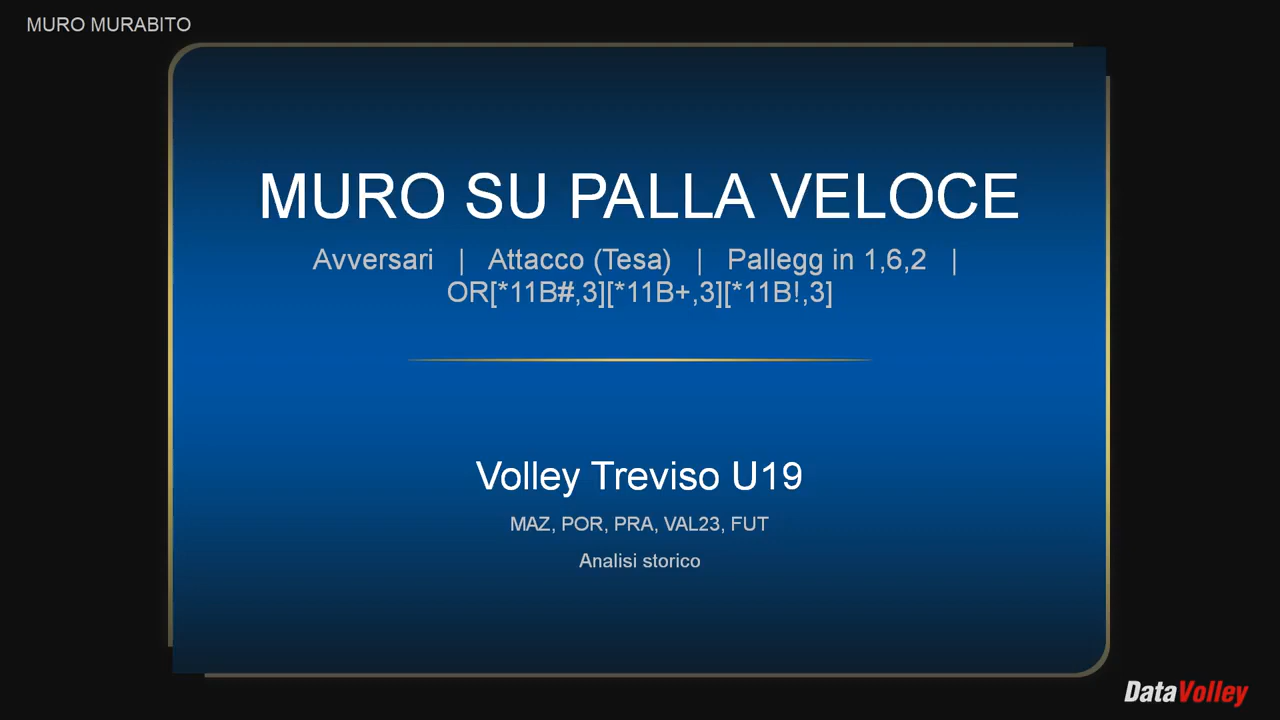 MURO MURABITO
MURO SU PALLA VELOCE
Avversari | Attacco (Tesa) | Pallegg in 1,6,2 |
OR[*11B#,3][*11B+,3][*11B!,3]
Volley Treviso U19
MAZ, POR, PRA, VAL23, FUT
Analisi storico
DataVolley